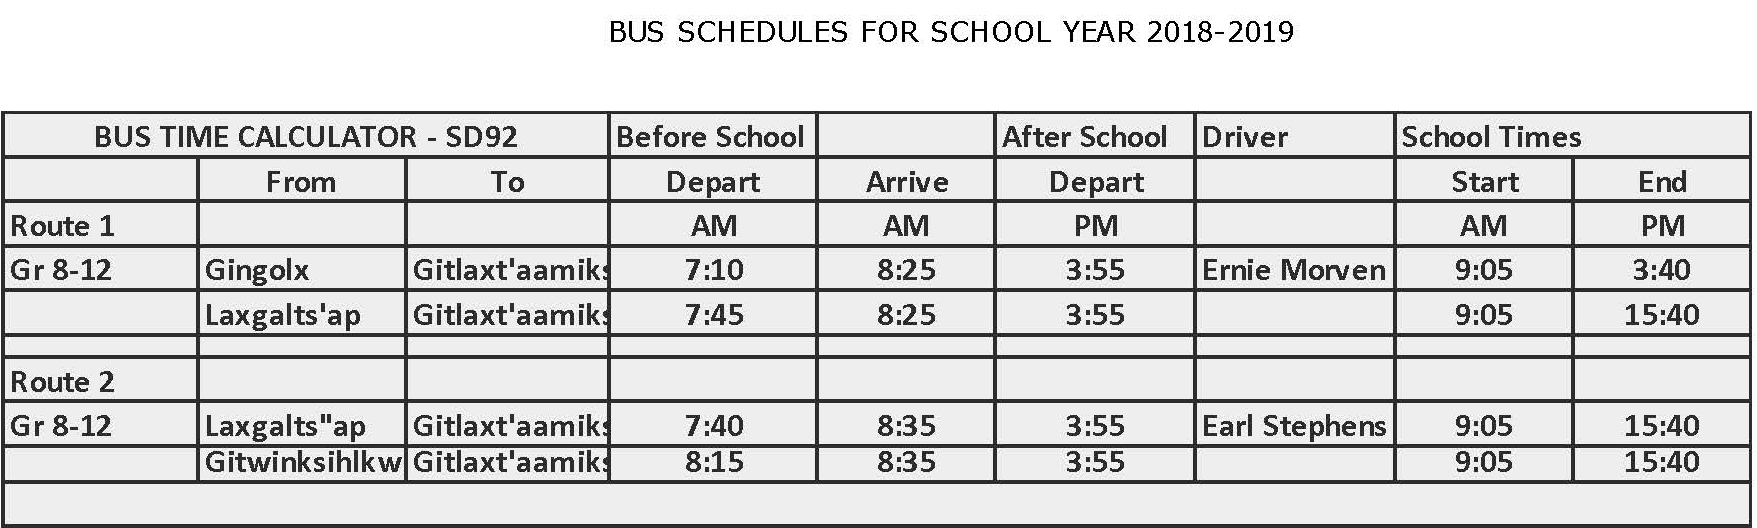 BUS SCHEDULES FOR SCHOOL YEAR 2018-2019
BUS TIME CALCULATOR - SD92 Before School After School Driver School Times
From To Depart Arrive Depart Start End
Route 1 AM AM PM AM PM
Gr 8-12 Gingolx Gitlaxt'aamiks 7:10 8:25 3:55 Ernie Morven 9:05 3:40
Laxgalts'ap Gitlaxt'aamiks 7:45 8:25 3:55 9:05 15:40
Route 2
Gr 8-12 Laxgalts"ap Gitlaxt'aamiks 7:40 8:35 3:55 Earl Stephens 9:05 15:40
Gitwinksihlkw Gitlaxt'aamiks 8:15 8:35 3:55 9:05 15:40